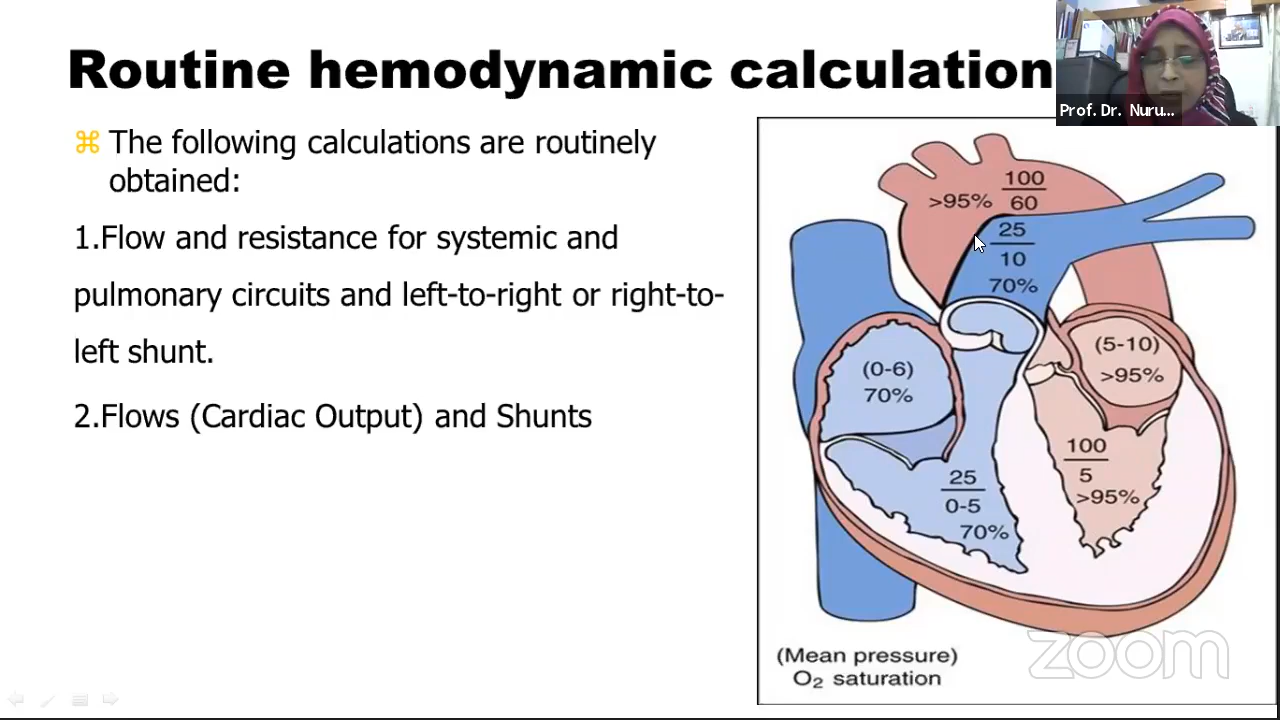 Routine hemodynamic calculation
Prof. Dr. Nuru...
⌘ The following calculations are routinely
obtained:
1.Flow and resistance for systemic and
pulmonary circuits and left-to-right or right-to-
left shunt.
2.Flows (Cardiac Output) and Shunts
>95%
100
60
25
10
70%
(0-6)
70%
(5-10)
>95%
100
5
>95%
25
0-5
70%
(Mean pressure)
O₂ saturation
zoom